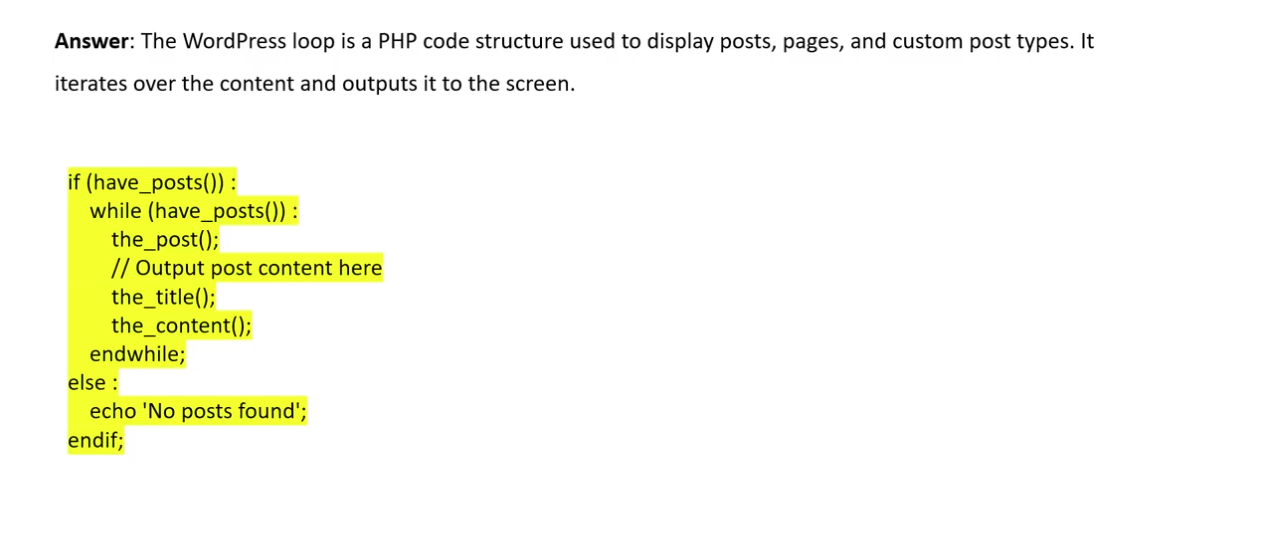 Answer: The WordPress loop is a PHP code structure used to display posts, pages, and custom post types. It
iterates over the content and outputs it to the screen.
if (have_posts()) :
while (have_posts()) :
the_post();
// Output post content here
the_title();
the_content();
endwhile;
else :
echo 'No posts found';
endif;